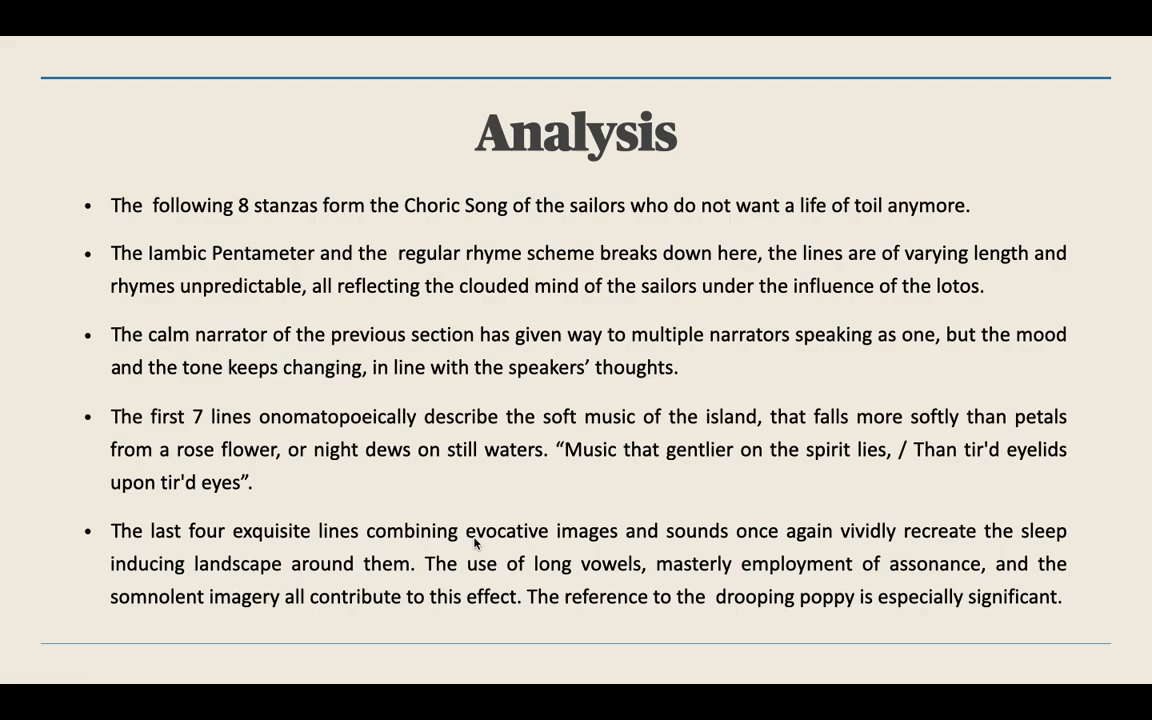 Analysis
• The  following 8 stanzas form the Choric Song of the sailors who do not want a life of toil anymore.
• The Iambic Pentameter and the  regular rhyme scheme breaks down here, the lines are of varying length and
rhymes unpredictable, all reflecting the clouded mind of the sailors under the influence of the lotos.
• The calm narrator of the previous section has given way to multiple narrators speaking as one, but the mood
and the tone keeps changing, in line with the speakers’ thoughts.
• The first 7 lines onomatopoeically describe the soft music of the island, that falls more softly than petals
from a rose flower, or night dews on still waters. “Music that gentlier on the spirit lies, / Than tir'd eyelids
upon tir'd eyes”.
• The last four exquisite lines combining evocative images and sounds once again vividly recreate the sleep
inducing landscape around them. The use of long vowels, masterly employment of assonance, and the
somnolent imagery all contribute to this effect. The reference to the  drooping poppy is especially significant.